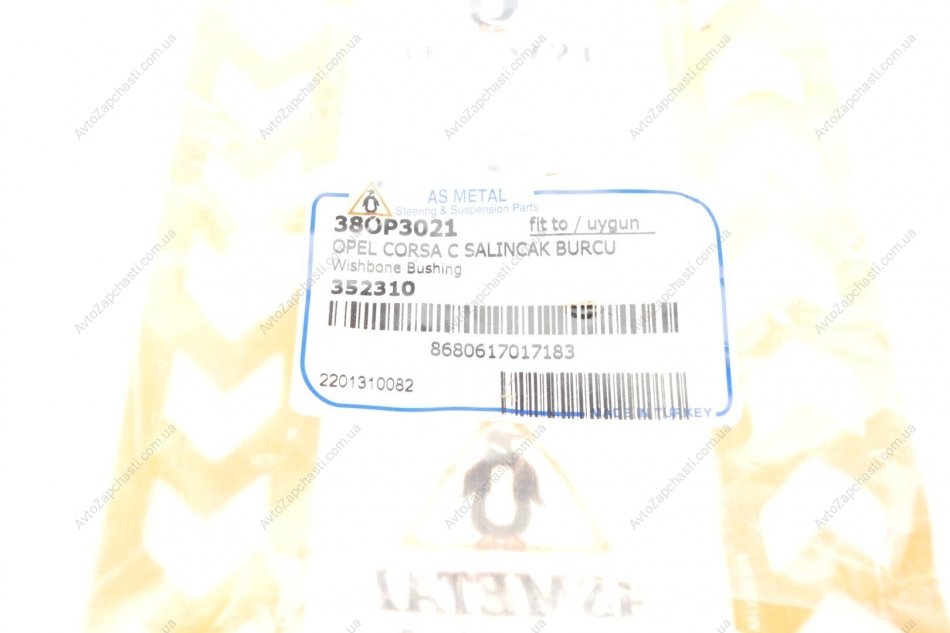 AS METAL
Steering & Suspension Parts
38OP3021 fit to / uygun
OPEL CORSA C SALINCAK BURCU
Wishbone Bushing
352310
8680617017183
2201310082
MADE IN TURKEY
AS METAL
AvtoZapchasti.com.ua